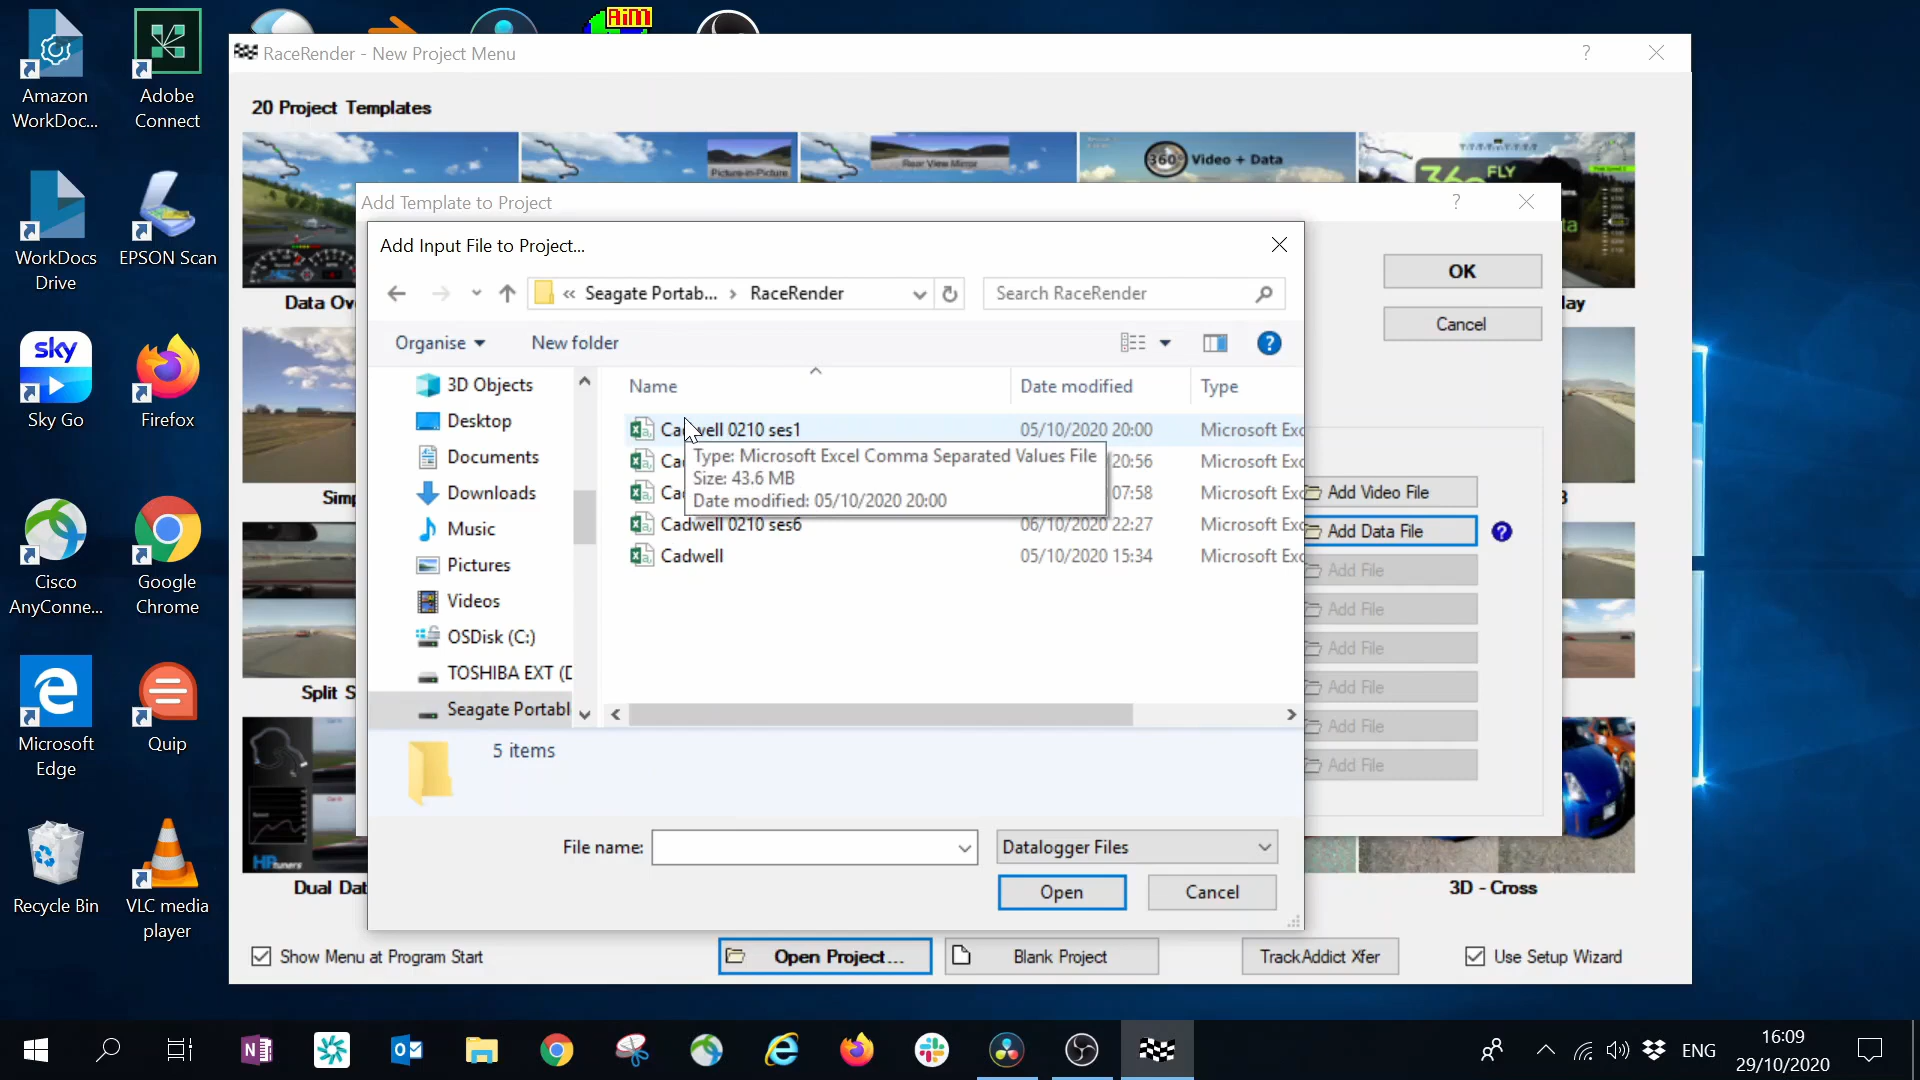 Amazon
WorkDoc...
Adobe
Connect
WorkDocs
Drive
EPSON Scan
sky
Sky Go
Firefox
Cisco
AnyConne...
Google
Chrome
Microsoft
Edge
Quip
Recycle Bin
VLC media
player
AiM
RaceRender - New Project Menu
20 Project Templates
Picture-in-Picture
Rear View Mirror
360° Video + Data
360 FLY
Data Ov
lay
Sim
3
Split S
HP tuners
Dual Dat
3D - Cross
Add Template to Project
OK
Cancel
Add Video File
Add Data File
Add File
Add File
Add File
Add File
Add File
Add File
Add Input File to Project...
« Seagate Portab... › RaceRender
Search RaceRender
Organise
New folder
3D Objects
Desktop
Documents
Downloads
Music
Pictures
Videos
OSDisk (C:)
TOSHIBA EXT (D
Seagate Portabl
Name
Date modified
Type
Cadwell 0210 ses1 05/10/2020 20:00 Microsoft Exc
Ca 20:56 Microsoft Exc
Ca 07:58 Microsoft Exc
Cadwell 0210 ses6 06/10/2020 22:27 Microsoft Exc
Cadwell 05/10/2020 15:34 Microsoft Exc
Type: Microsoft Excel Comma Separated Values File
Size: 43.6 MB
Date modified: 05/10/2020 20:00
5 items
File name:
Datalogger Files
Open
Cancel
Show Menu at Program Start
Open Project...
Blank Project
TrackAddict Xfer
Use Setup Wizard
ENG
16:09
29/10/2020